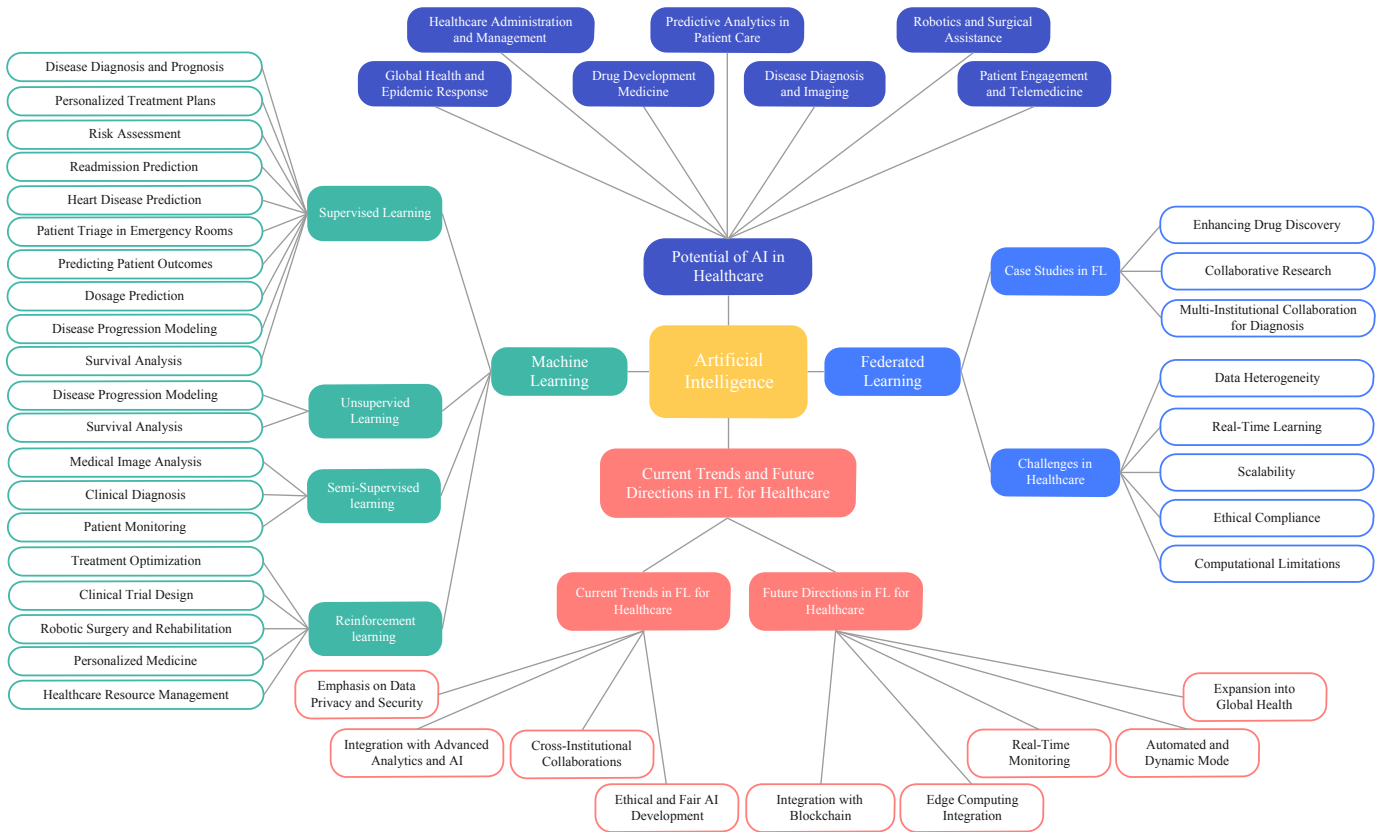 Healthcare Administration
and Management
Predictive Analytics in
Patient Care
Robotics and Surgical
Assistance
Global Health and
Epidemic Response
Drug Development
Medicine
Disease Diagnosis
and Imaging
Patient Engagement
and Telemedicine
Potential of AI in
Healthcare
Artificial
Intelligence
Machine
Learning
Supervised Learning
Disease Diagnosis and Prognosis
Personalized Treatment Plans
Risk Assessment
Readmission Prediction
Heart Disease Prediction
Patient Triage in Emergency Rooms
Predicting Patient Outcomes
Dosage Prediction
Disease Progression Modeling
Survival Analysis
Unsupervied
Learning
Disease Progression Modeling
Survival Analysis
Semi-Supervised
learning
Medical Image Analysis
Clinical Diagnosis
Patient Monitoring
Reinforcement
learning
Treatment Optimization
Clinical Trial Design
Robotic Surgery and Rehabilitation
Personalized Medicine
Healthcare Resource Management
Federated
Learning
Case Studies in FL
Enhancing Drug Discovery
Collaborative Research
Multi-Institutional Collaboration
for Diagnosis
Challenges in
Healthcare
Data Heterogeneity
Real-Time Learning
Scalability
Ethical Compliance
Computational Limitations
Current Trends and Future
Directions in FL for Healthcare
Current Trends in FL for
Healthcare
Emphasis on Data
Privacy and Security
Integration with Advanced
Analytics and AI
Cross-Institutional
Collaborations
Ethical and Fair AI
Development
Future Directions in FL for
Healthcare
Integration with
Blockchain
Edge Computing
Integration
Real-Time
Monitoring
Automated and
Dynamic Mode
Expansion into
Global Health